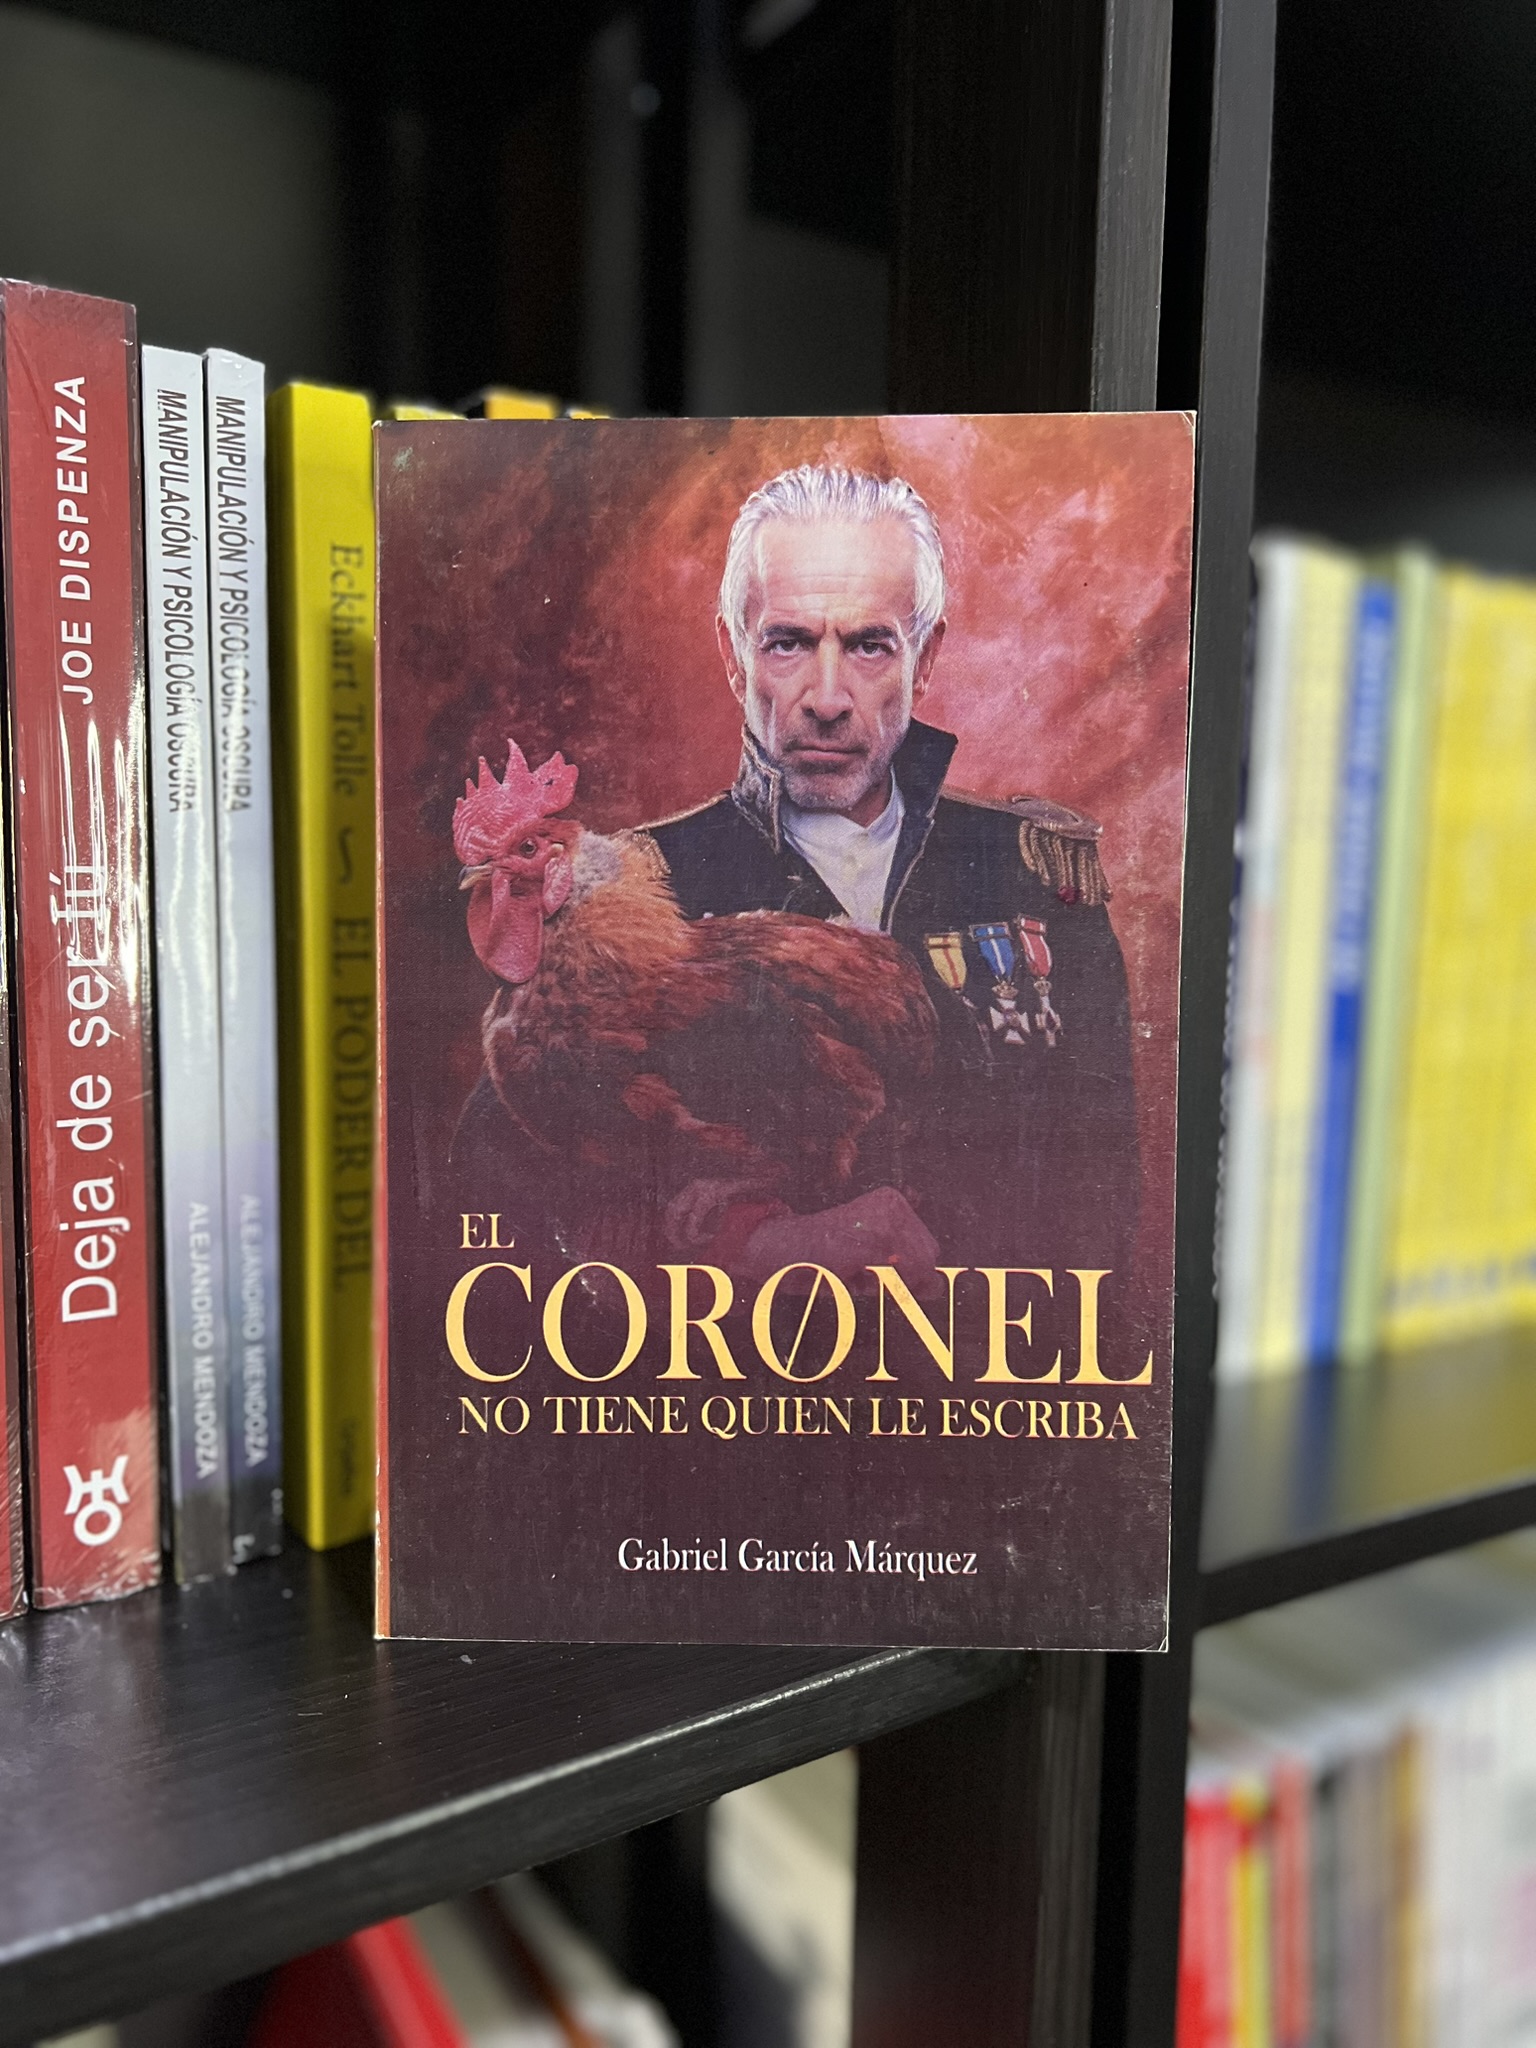 JOE DISPENZA
Deja de ser tú
MANIPULACIÓN Y PSICOLOGÍA OSCURA
ALEJANDRO MENDOZA
MANIPULACIÓN Y PSICOLOGÍA OSCURA
ALEJANDRO MENDOZA
Eckhart Tolle ~ EL PODER DEL
EL
CORONEL
NO TIENE QUIEN LE ESCRIBA
Gabriel García Márquez